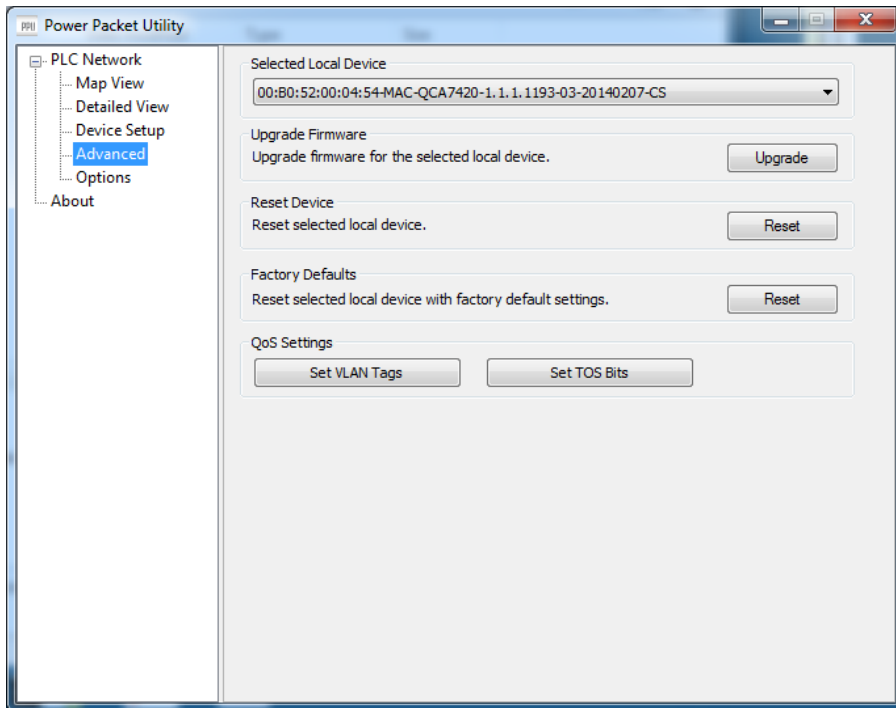 PPU Power Packet Utility
PLC Network
Map View
Detailed View
Device Setup
Advanced
Options
About
Selected Local Device
00:B0:52:00:04:54-MAC-QCA7420-1.1.1.1193-03-20140207-CS
Upgrade Firmware
Upgrade firmware for the selected local device.
Upgrade
Reset Device
Reset selected local device.
Reset
Factory Defaults
Reset selected local device with factory default settings.
Reset
QoS Settings
Set VLAN Tags
Set TOS Bits